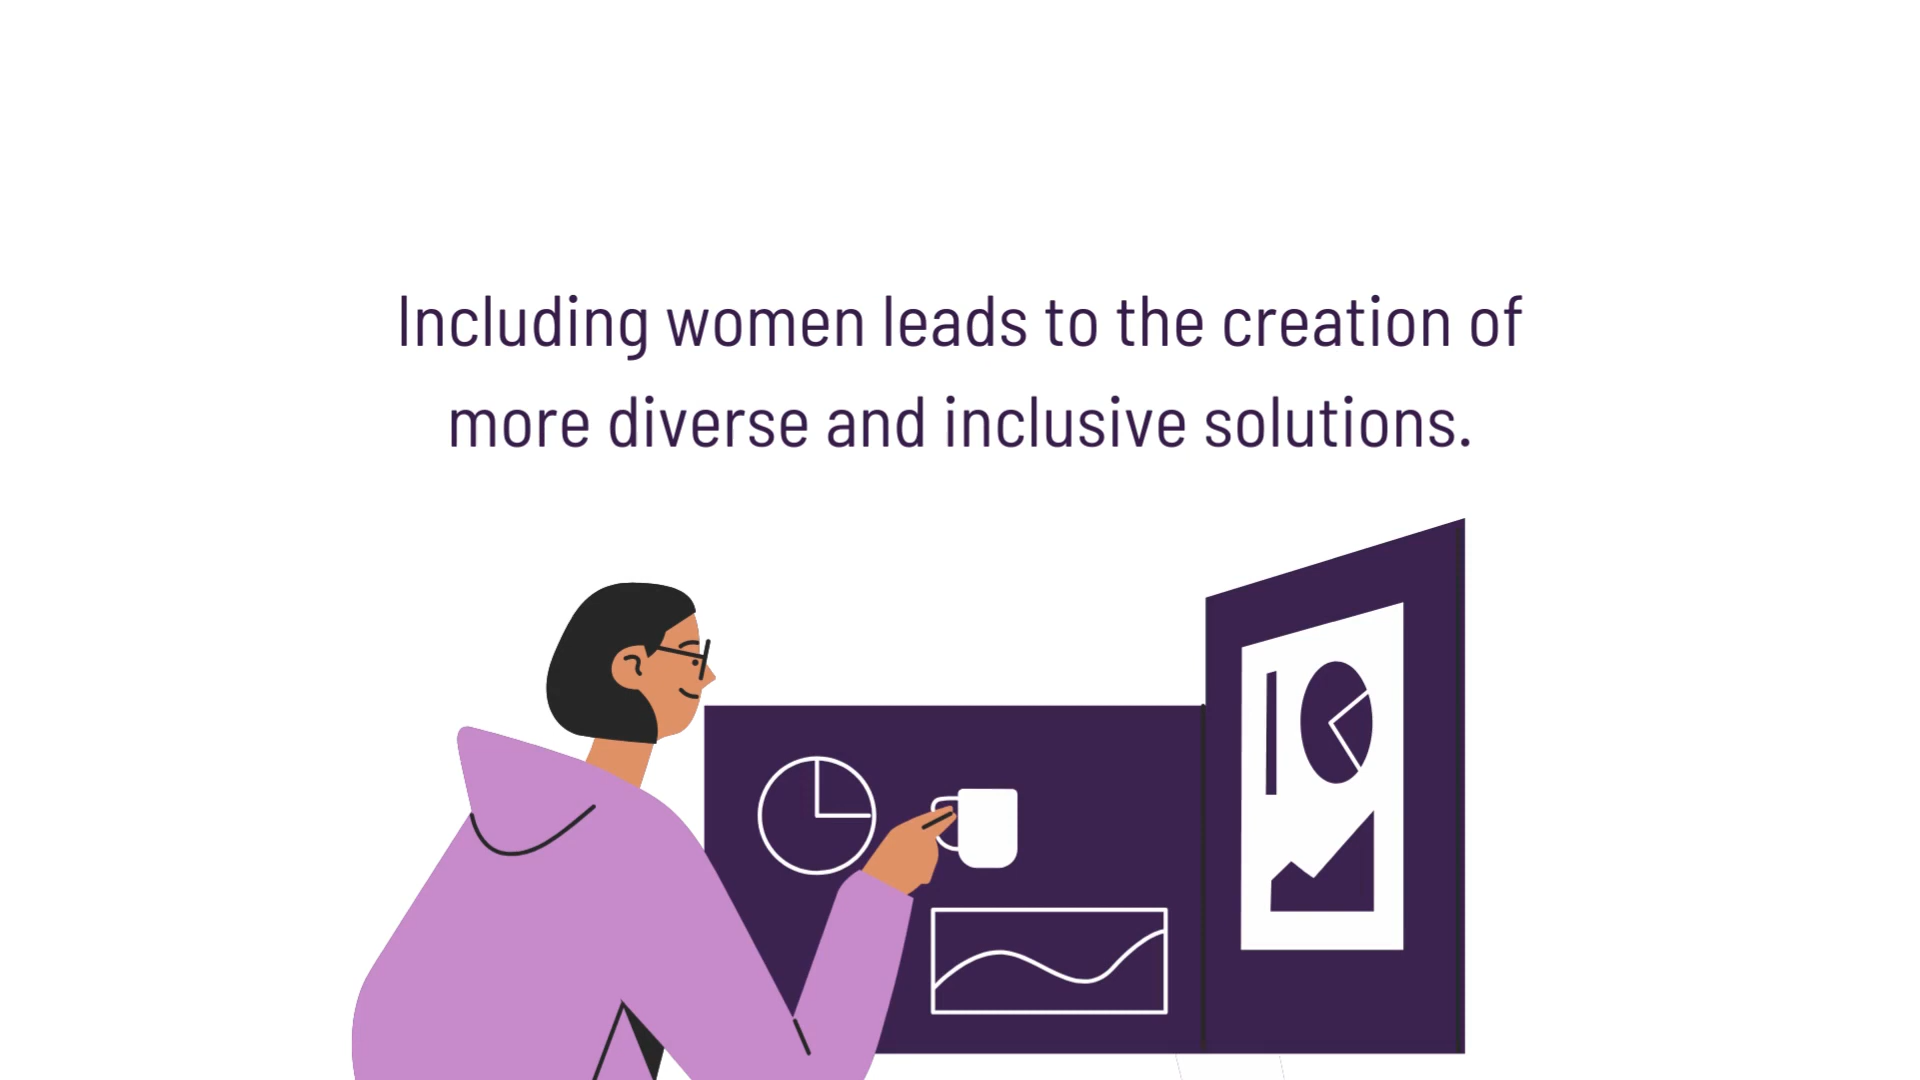 Including women leads to the creation of
more diverse and inclusive solutions.